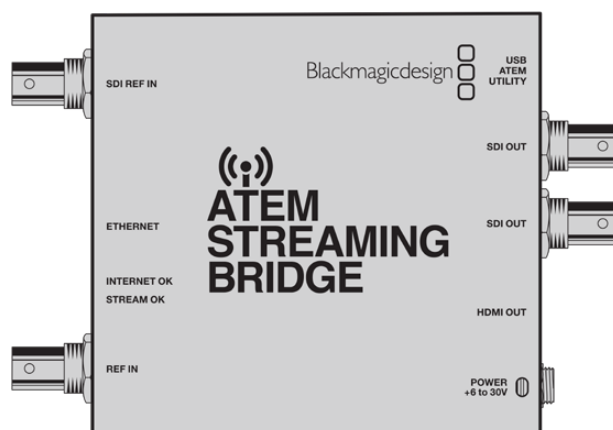 SDI REF IN
Blackmagicdesign
USB
ATEM
UTILITY
SDI OUT
ATEM
STREAMING
BRIDGE
ETHERNET
SDI OUT
INTERNET OK
STREAM OK
HDMI OUT
REF IN
POWER
+6 to 30V